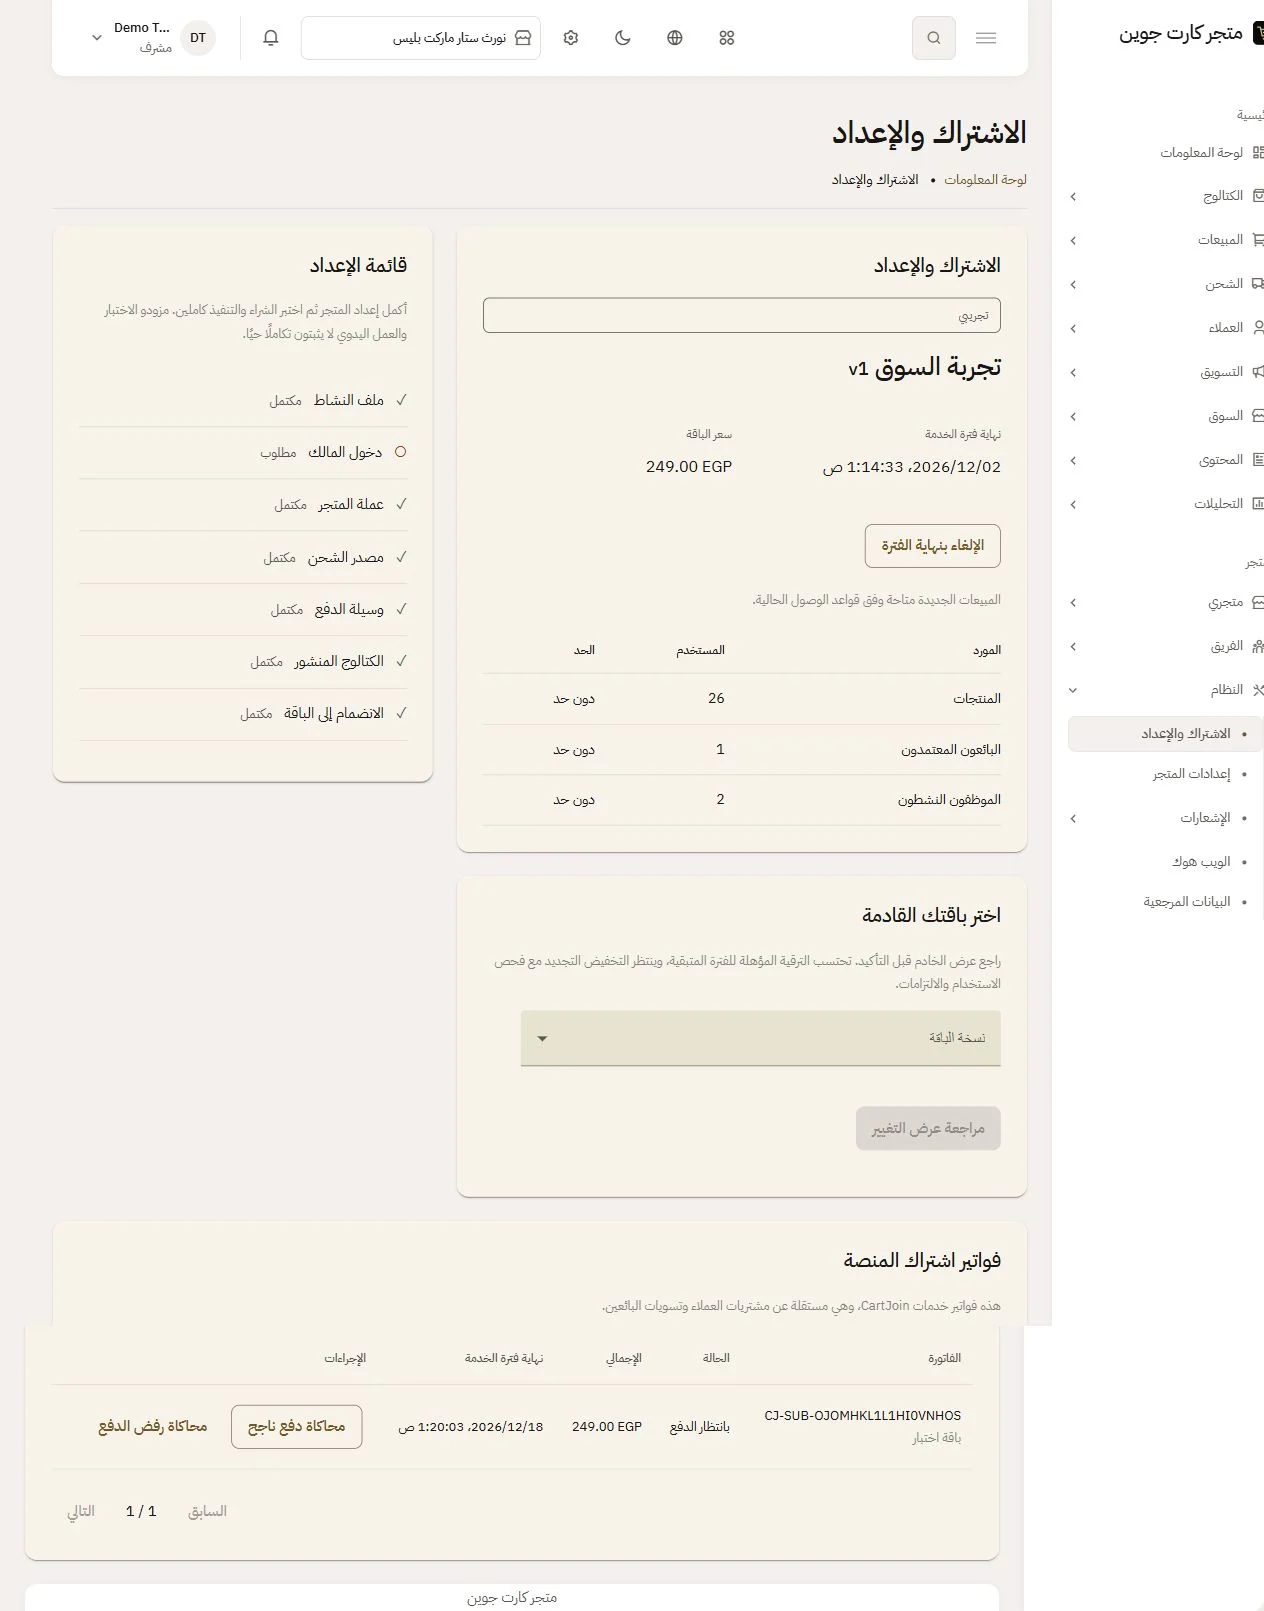 متجر كارت جوين
نورث ستار ماركت بليس
Demo T...
مشرف
DT
لوحة المعلومات
الكتالوج
المبيعات
الشحن
العملاء
التسويق
السوق
المحتوى
التحليلات
متجري
الفريق
النظام
الاشتراك والإعداد
إعدادات المتجر
الإشعارات
الويب هوك
البيانات المرجعية
الاشتراك والإعداد
لوحة المعلومات • الاشتراك والإعداد
الاشتراك والإعداد
تجريبي
تجربة السوق v1
نهاية فترة الخدمة
2026/12/02، 1:14:33 ص
سعر الباقة
249.00 EGP
الإلغاء بنهاية الفترة
المبيعات الجديدة متاحة وفق قواعد الوصول الحالية.
المورد المستخدم الحد
المنتجات 26 دون حد
البائعون المعتمدون 1 دون حد
الموظفون النشطون 2 دون حد
قائمة الإعداد
أكمل إعداد المتجر ثم اختبر الشراء والتنفيذ كاملين. مزودو الاختبار
والعمل اليدوي لا يثبتون تكاملًا حيًا.
ملف النشاط مكتمل
دخول المالك مطلوب
عملة المتجر مكتمل
مصدر الشحن مكتمل
وسيلة الدفع مكتمل
الكتالوج المنشور مكتمل
الانضمام إلى الباقة مكتمل
اختر باقتك القادمة
راجع عرض الخادم قبل التأكيد. تحتسب الترقية المؤهلة للفترة المتبقية، وينتظر التخفيض التجديد مع فحص
الاستخدام والالتزامات.
نسخة الباقة
مراجعة عرض التغيير
فواتير اشتراك المنصة
هذه فواتير خدمات CartJoin، وهي مستقلة عن مشتريات العملاء وتسويات البائعين.
الفاتورة الحالة الإجمالي نهاية فترة الخدمة الإجراءات
CJ-SUB-OJOMHKL1L1HI0VNHOS بانتظار الدفع 249.00 EGP 2026/12/18، 1:20:03 ص محاكاة دفع ناجح محاكاة رفض الدفع
باقة اختبار
السابق 1 / 1 التالي
متجر كارت جوين